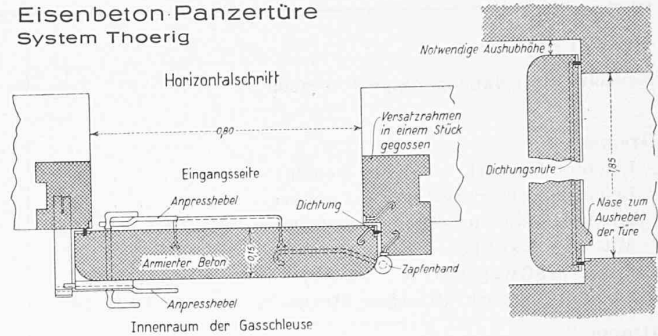 Eisenbeton Panzertüre
System Thoerig
Horizontalschritt
0,80
Versatzrahmen
in einem Stück
gegossen
Eingangsseite
Anpresshebel
Dichtung
Armierter Beton
0,15
Zapfenband
Anpresshebel
Innenraum der Gasschleuse
Notwendige Aushubhöhe
Dichtungsnute
1,85
Nase zum
Ausheben
der Türe